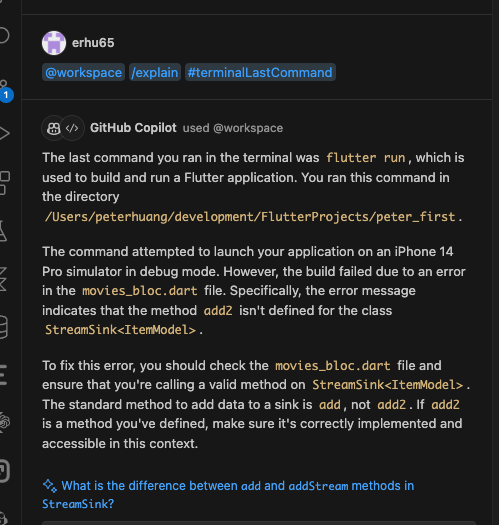 erhu65
@workspace /explain #terminalLastCommand
GitHub Copilot used @workspace
The last command you ran in the terminal was flutter run, which is
used to build and run a Flutter application. You ran this command in
the directory
/Users/peterhuang/development/FlutterProjects/peter_first.
The command attempted to launch your application on an iPhone 14
Pro simulator in debug mode. However, the build failed due to an error
in the movies_bloc.dart file. Specifically, the error message
indicates that the method add2 isn't defined for the class
StreamSink<ItemModel>.
To fix this error, you should check the movies_bloc.dart file and
ensure that you're calling a valid method on StreamSink<ItemModel>.
The standard method to add data to a sink is add, not add2. If add2
is a method you've defined, make sure it's correctly implemented and
accessible in this context.
What is the difference between add and addStream methods in
StreamSink?
1